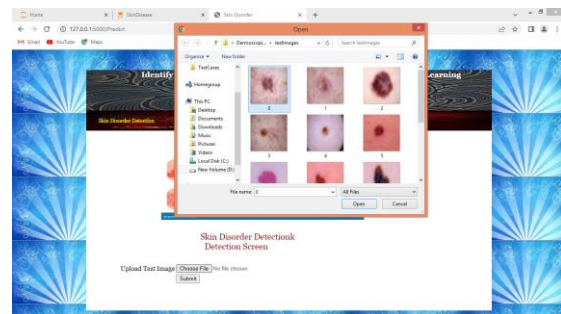 Home
SkinDisease
Skin Disorder
127.0.0.1:5000/Predict
Gmail
YouTube
Maps
Open
Dermoscopi... › testimages
Search testimages
Organize
New folder
TestCases
Homegroup
This PC
Desktop
Documents
Downloads
Music
Pictures
Videos
Local Disk (C:)
New Volume (D:)
0
1
2
3
4
5
File name: 0
All Files
Open
Cancel
Identify
earning
Skin Disorder Detection
Skin Disorder Detectionk
Detection Screen
Upload Test Image Choose File No file chosen
Submit